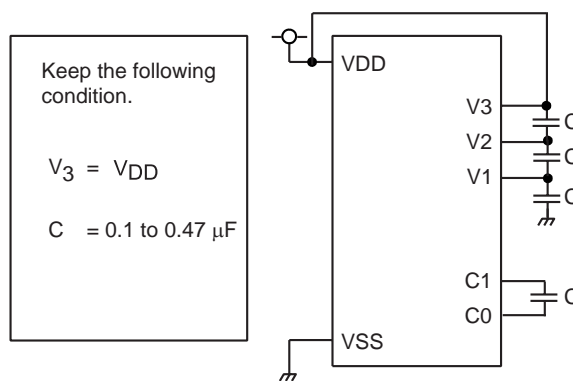 Keep the following
condition.
V3 = VDD
C = 0.1 to 0.47 μF
VDD
V3
V2
V1
C
C
C
C1
C0
C
VSS